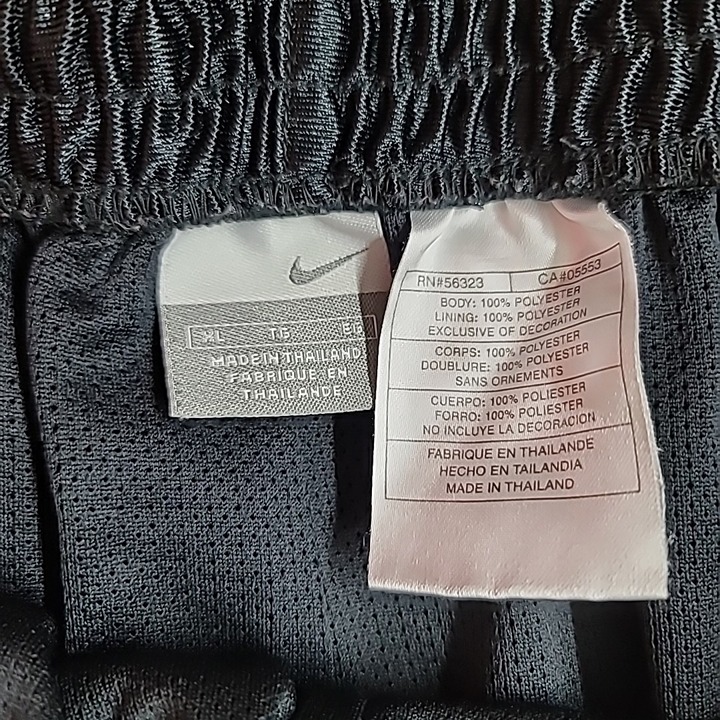 XL TG EG
MADE IN THAILAND
FABRIQUE EN
THAILANDE
RN#56323 CA#05553
BODY: 100% POLYESTER
LINING: 100% POLYESTER
EXCLUSIVE OF DECORATION
CORPS: 100% POLYESTER
DOUBLURE: 100% POLYESTER
SANS ORNEMENTS
CUERPO: 100% POLIESTER
FORRO: 100% POLIESTER
NO INCLUYE LA DECORACION
FABRIQUE EN THAILANDE
HECHO EN TAILANDIA
MADE IN THAILAND